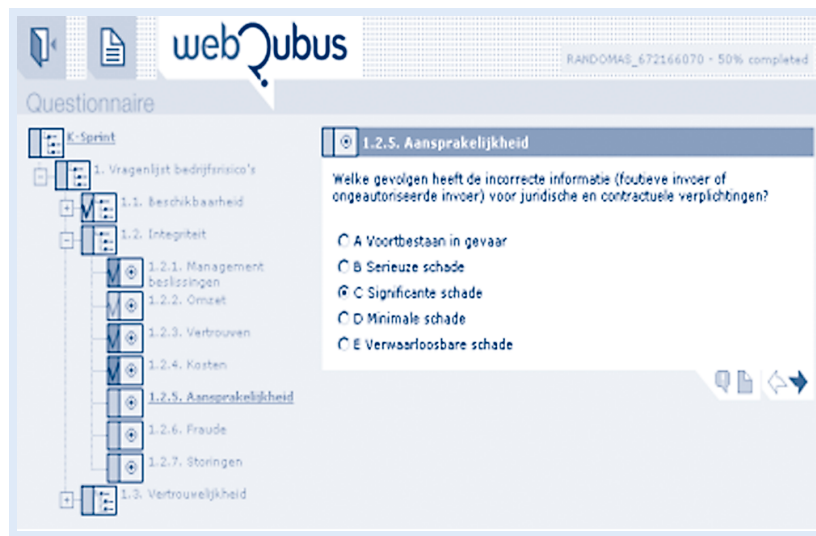 webQubus
RANDOMAS_672166070 - 50% completed
Questionnaire
K-Sprint
1. Vragenlijst bedrijfsrisico's
1.1. Beschikbaarheid
1.2. Integriteit
1.2.1. Management
beslissingen
1.2.2. Omzet
1.2.3. Vertrouwen
1.2.4. Kosten
1.2.5. Aansprakelijkheid
1.2.6. Fraude
1.2.7. Storingen
1.3. Vertrouwelijkheid
1.2.5. Aansprakelijkheid
Welke gevolgen heeft de incorrecte informatie (foutieve invoer of
ongeautoriseerde invoer) voor juridische en contractuele verplichtingen?
A Voortbestaan in gevaar
B Serieuze schade
C Significante schade
D Minimale schade
E Verwaarloosbare schade